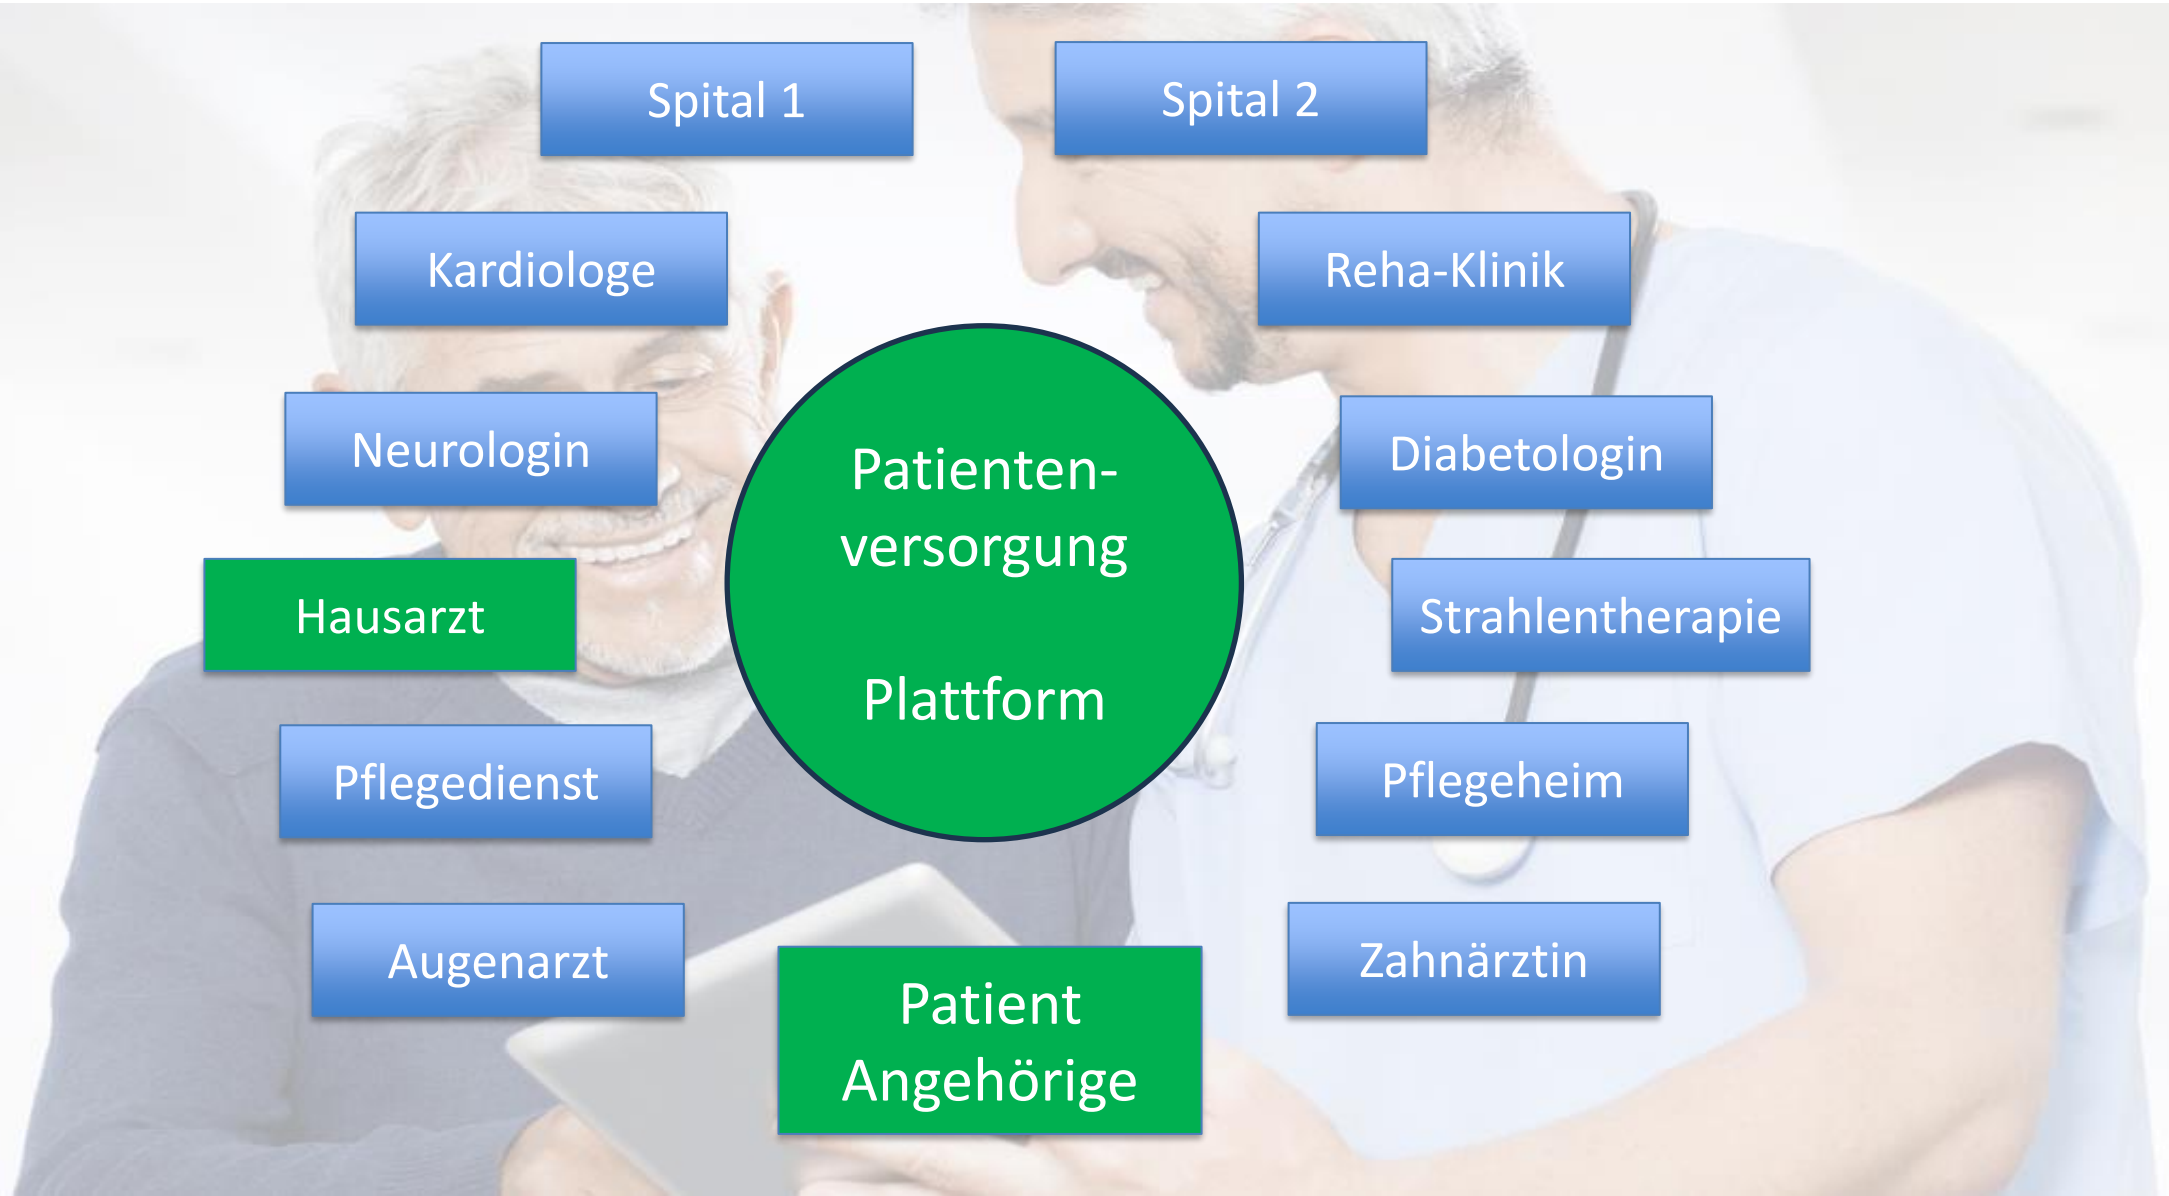 Spital 1
Spital 2
Kardiologe
Reha-Klinik
Neurologin
Diabetologin
Patienten-
versorgung
Plattform
Hausarzt
Strahlentherapie
Pflegedienst
Pflegeheim
Augenarzt
Zahnärztin
Patient
Angehörige